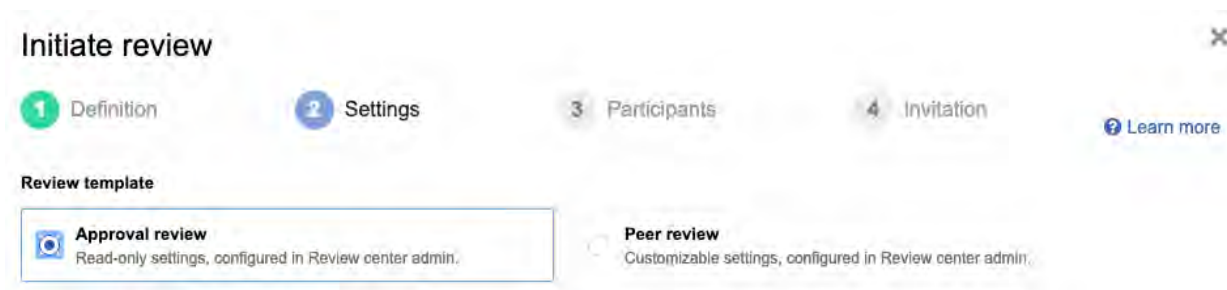 Initiate review
1 Definition 2 Settings 3 Participants 4 Invitation
? Learn more
Review template
Approval review
Read-only settings, configured in Review center admin.
Peer review
Customizable settings, configured in Review center admin.